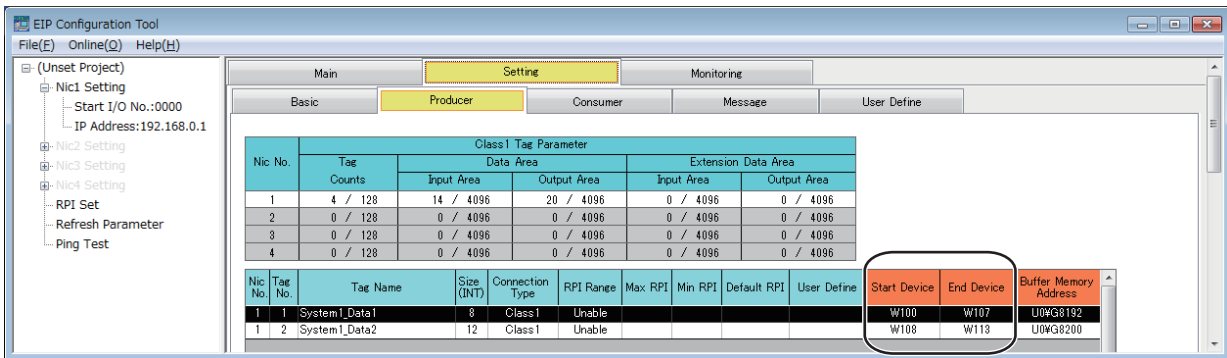 EIP Configuration Tool
File(F) Online(O) Help(H)
(Unset Project)
Nic1 Setting
Start I/O No.:0000
IP Address:192.168.0.1
Nic2 Setting
Nic3 Setting
Nic4 Setting
RPI Set
Refresh Parameter
Ping Test
Main Setting Monitoring
Basic Producer Consumer Message User Define
Class1 Tag Parameter
Nic No. Tag Data Area Extension Data Area
Counts Input Area Output Area Input Area Output Area
1 4 / 128 14 / 4096 20 / 4096 0 / 4096 0 / 4096
2 0 / 128 0 / 4096 0 / 4096 0 / 4096 0 / 4096
3 0 / 128 0 / 4096 0 / 4096 0 / 4096 0 / 4096
4 0 / 128 0 / 4096 0 / 4096 0 / 4096 0 / 4096
Nic No. Tag No. Tag Name Size (INT) Connection Type RPI Range Max RPI Min RPI Default RPI User Define Start Device End Device Buffer Memory Address
1 1 System1_Data1 8 Class1 Unable W100 W107 U0¥G8192
1 2 System1_Data2 12 Class1 Unable W108 W113 U0¥G8200